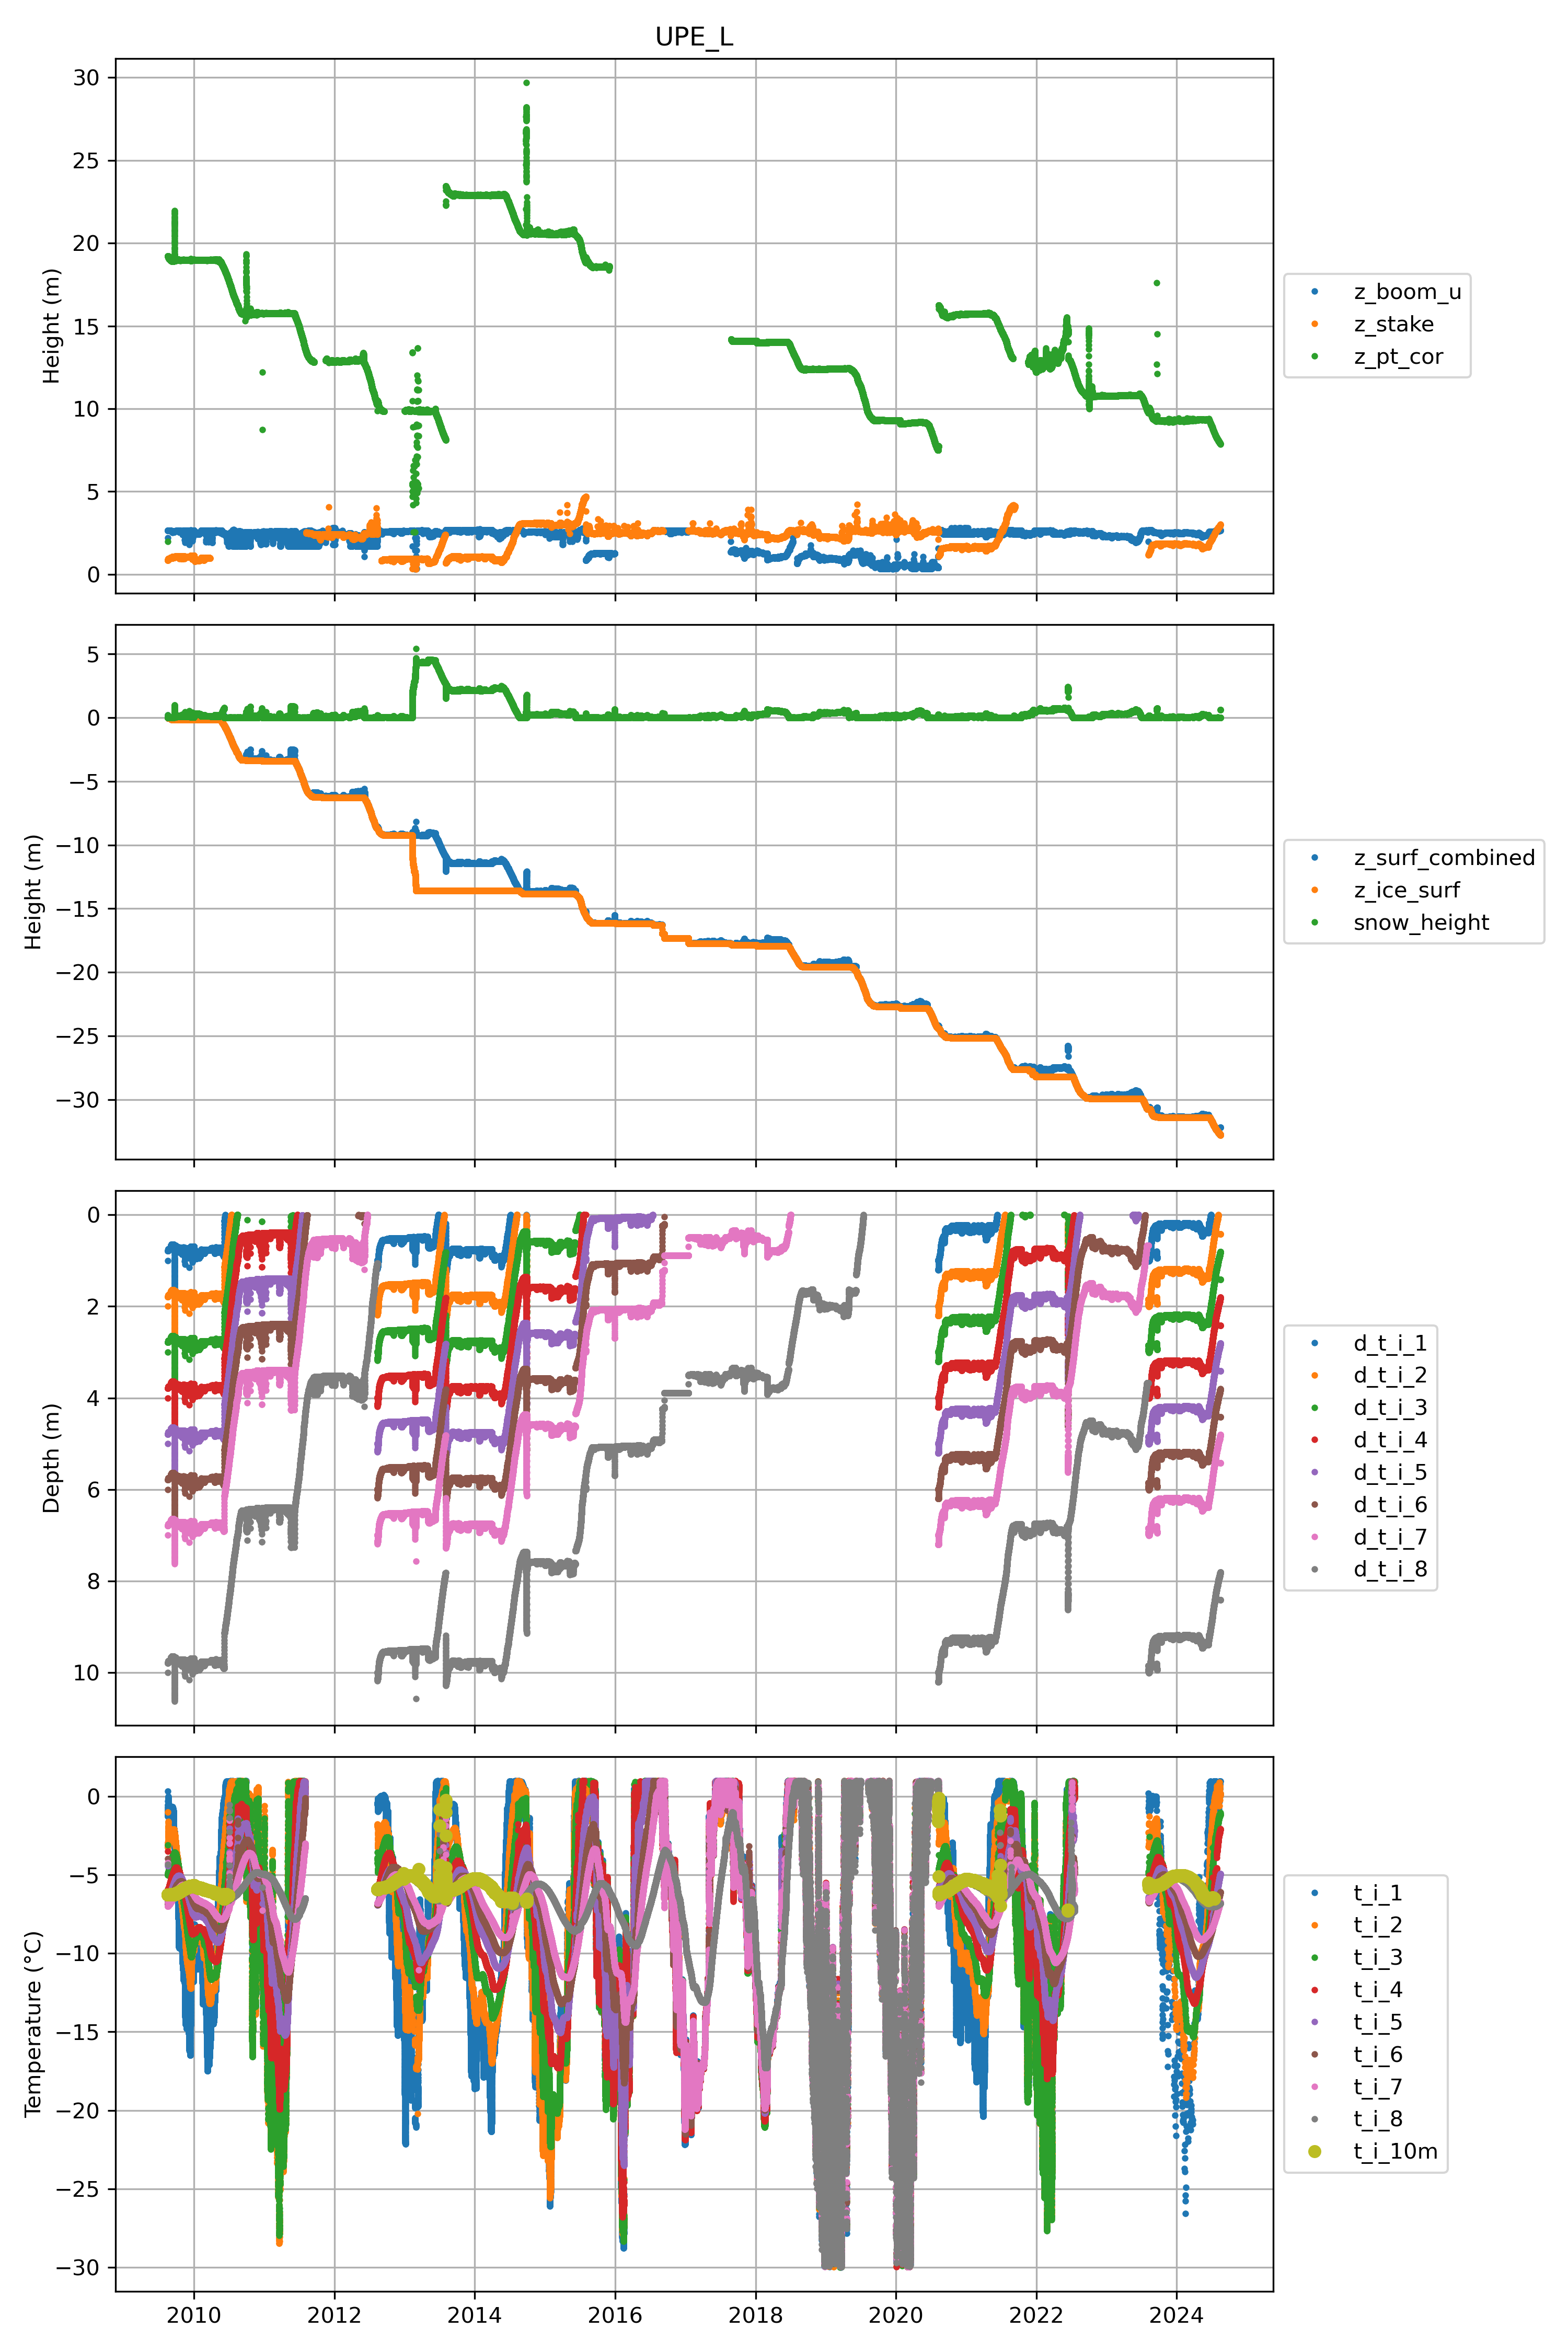 UPE_L
30
25
20
15
10
5
0
Height (m)
z_boom_u
z_stake
z_pt_cor
5
0
−5
−10
−15
−20
−25
−30
Height (m)
z_surf_combined
z_ice_surf
snow_height
0
2
4
6
8
10
Depth (m)
d_t_i_1
d_t_i_2
d_t_i_3
d_t_i_4
d_t_i_5
d_t_i_6
d_t_i_7
d_t_i_8
0
−5
−10
−15
−20
−25
−30
Temperature (°C)
t_i_1
t_i_2
t_i_3
t_i_4
t_i_5
t_i_6
t_i_7
t_i_8
t_i_10m
2010 2012 2014 2016 2018 2020 2022 2024